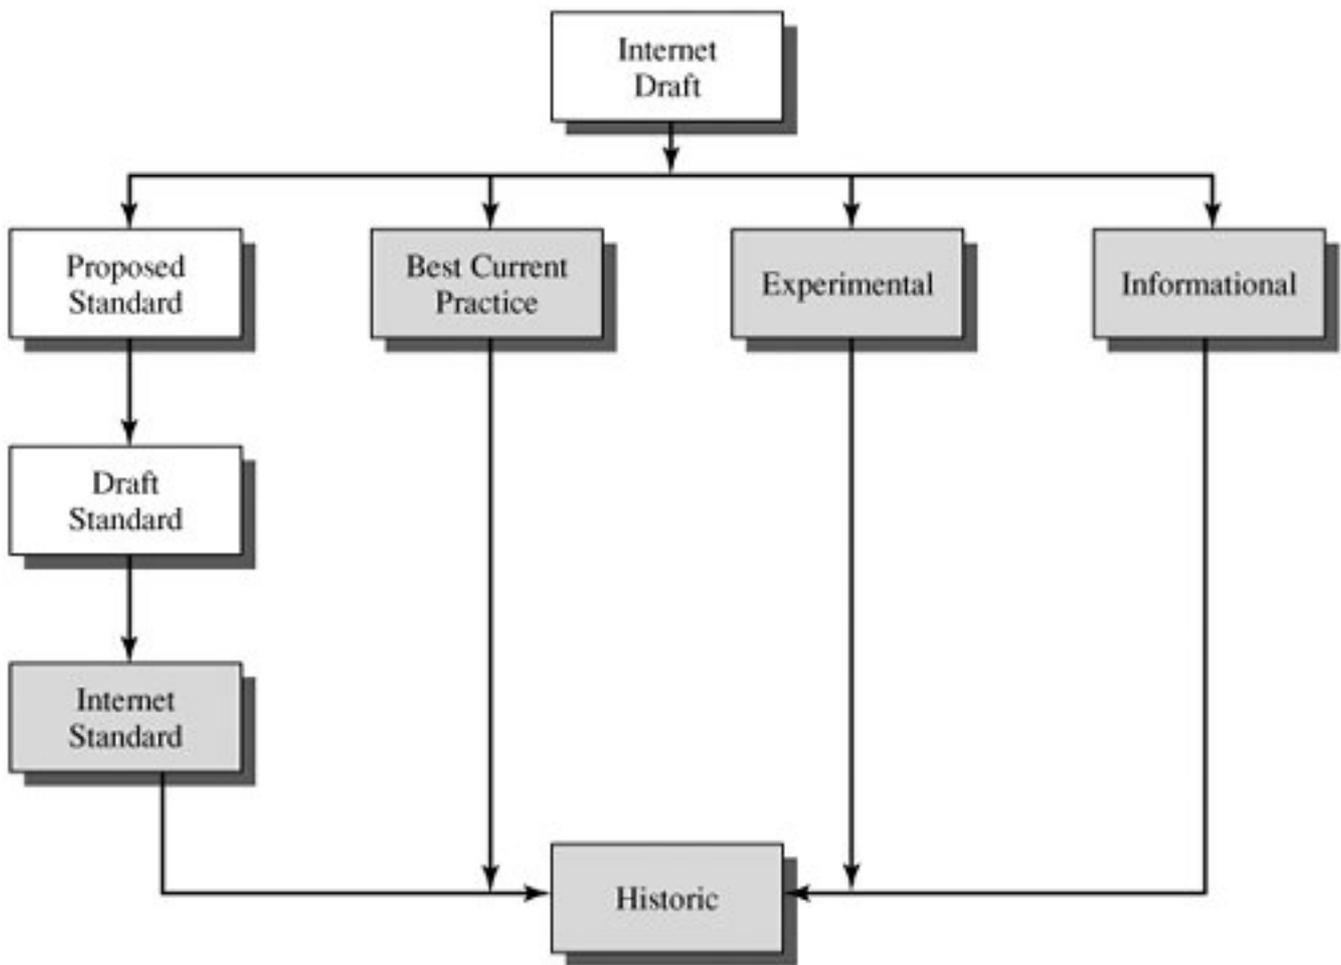 Internet
Draft
Proposed
Standard
Best Current
Practice
Experimental
Informational
Draft
Standard
Internet
Standard
Historic